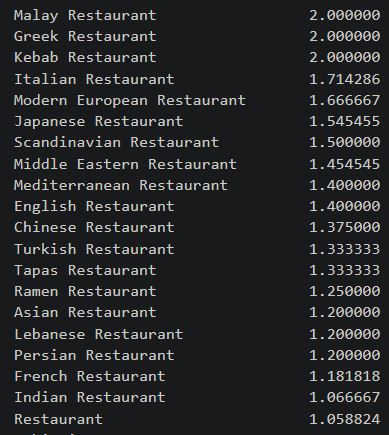 Malay Restaurant 2.000000
Greek Restaurant 2.000000
Kebab Restaurant 2.000000
Italian Restaurant 1.714286
Modern European Restaurant 1.666667
Japanese Restaurant 1.545455
Scandinavian Restaurant 1.500000
Middle Eastern Restaurant 1.454545
Mediterranean Restaurant 1.400000
English Restaurant 1.400000
Chinese Restaurant 1.375000
Turkish Restaurant 1.333333
Tapas Restaurant 1.333333
Ramen Restaurant 1.250000
Asian Restaurant 1.200000
Lebanese Restaurant 1.200000
Persian Restaurant 1.200000
French Restaurant 1.181818
Indian Restaurant 1.066667
Restaurant 1.058824